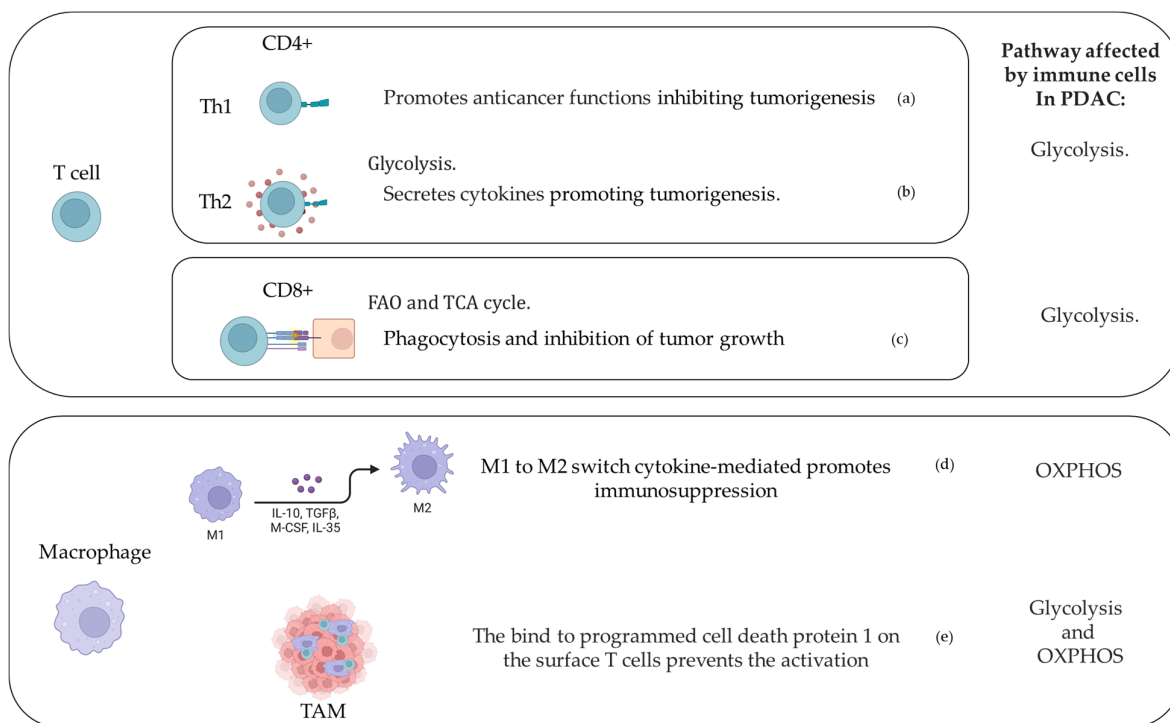 CD4+
Th1
Promotes anticancer functions inhibiting tumorigenesis (a)
Pathway affected
by immune cells
In PDAC:
Glycolysis.
T cell
Glycolysis.
Th2
Secretes cytokines promoting tumorigenesis. (b)
CD8+
FAO and TCA cycle.
Phagocytosis and inhibition of tumor growth (c)
Glycolysis.
Macrophage
M1
IL-10, TGFβ,
M-CSF, IL-35
M2
M1 to M2 switch cytokine-mediated promotes (d)
immunosuppression
OXPHOS
TAM
The bind to programmed cell death protein 1 on (e)
the surface T cells prevents the activation
Glycolysis
and
OXPHOS